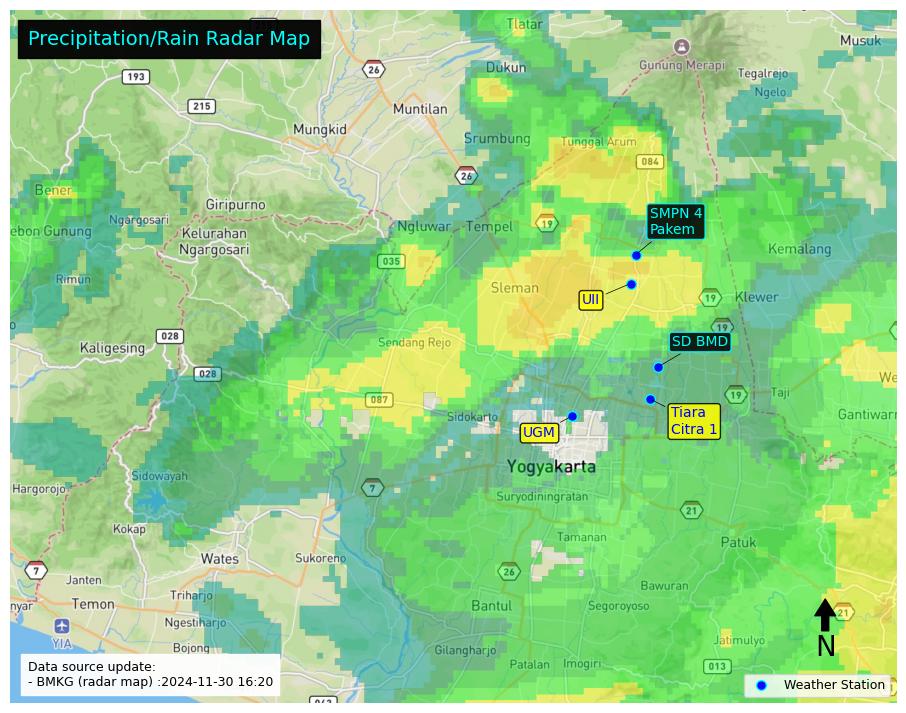 Precipitation/Rain Radar Map
Tlatar
Musuk
26
Dukun
Gunung Merapi
193
Tegalrejo
Ngelo
215
Muntilan
Mungkid
Srumbung
Tunggal Arum
084
26
Bener
Giripurno
SMPN 4
Pakem
Ngargosari
ebon Gunung
Kelurahan
Ngargosari
Ngluwar
Tempel
19
Kemalang
035
Rimun
Sleman
UII
19
Klewer
19
028
Kaligesing
Sendang Rejo
SD BMD
028
We
087
19
Taji
Sidokarto
Tiara
Citra 1
Gantiwarn
UGM
Yogyakarta
Sidowayah
Hargorojo
7
Suryodiningratan
21
Kokap
Tamanan
Patuk
Wates
Sukoreno
7
Janten
26
Bawuran
Triharjo
nyar
Temon
Bantul
Segoroyoso
21
Ngestiharjo
YIA
Jatimulyo
N
Bojong
Gilangharjo
Patalan
Imogiri
013
Data source update:
- BMKG (radar map) :2024-11-30 16:20
Weather Station